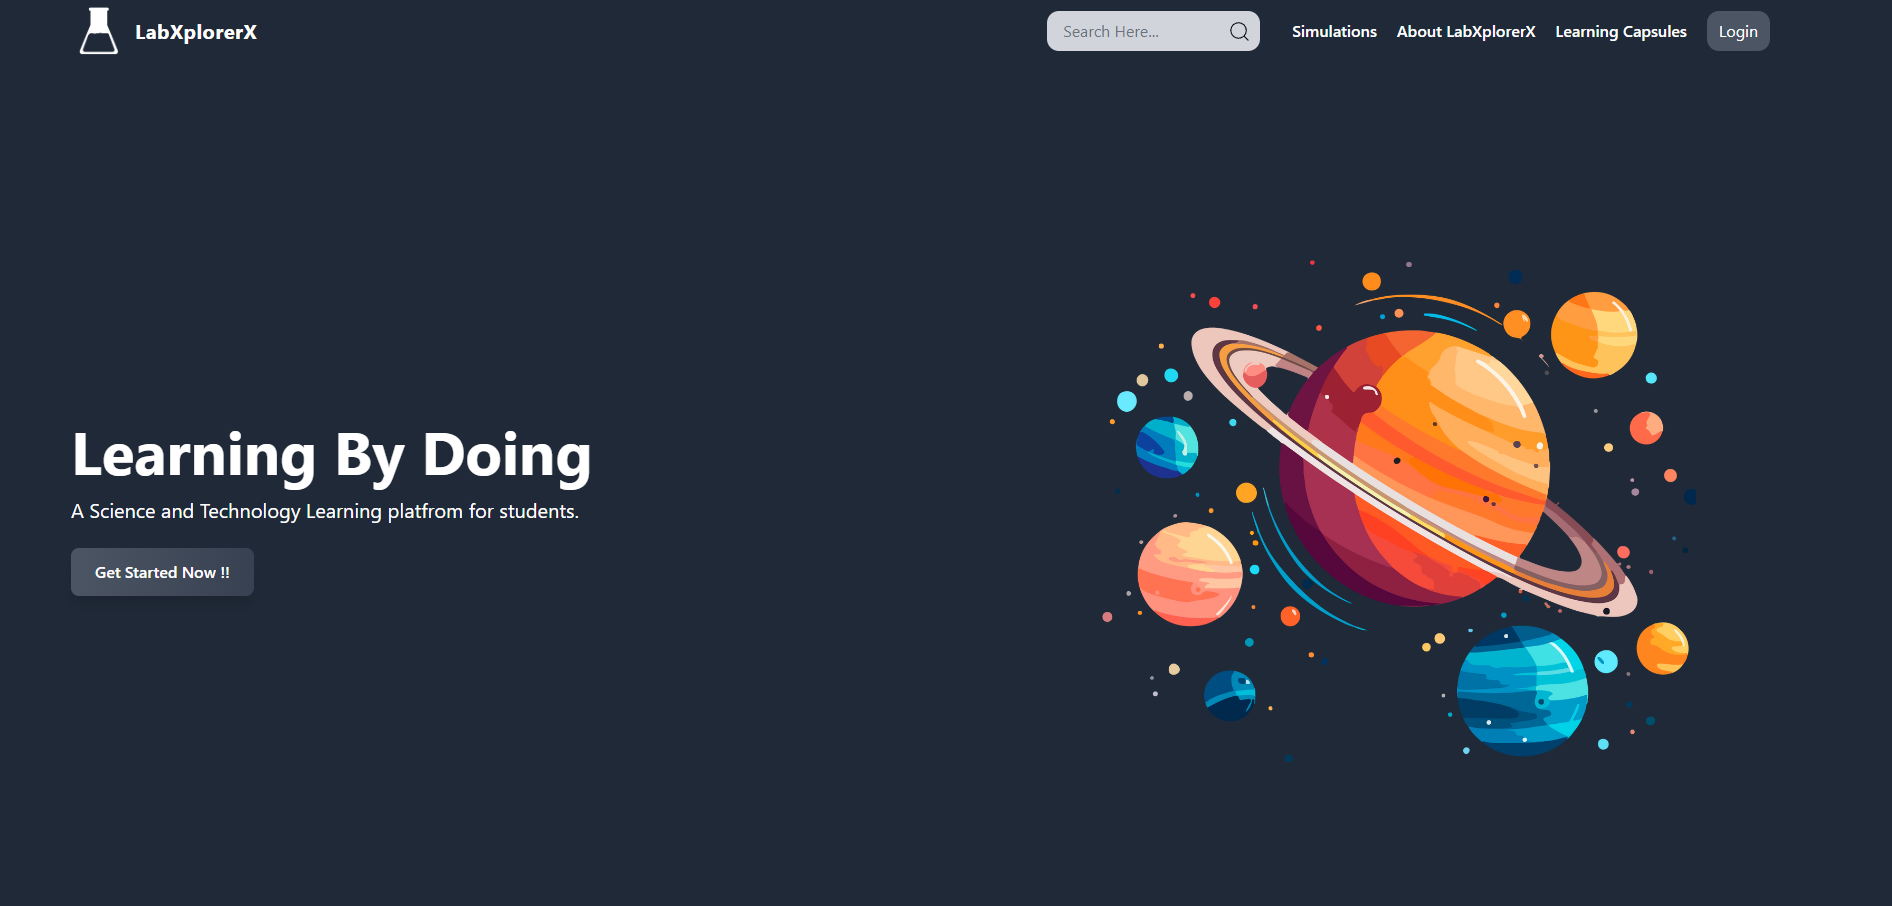 LabXplorerX
Search Here...
Simulations
About LabXplorerX
Learning Capsules
Login
Learning By Doing
A Science and Technology Learning platfrom for students.
Get Started Now !!